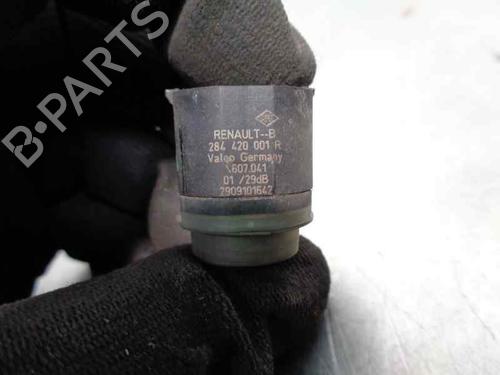 RENAULT--B
284 420 001 R
Valeo Germany
607.041
01 /29dB
2909101642
B-PARTS